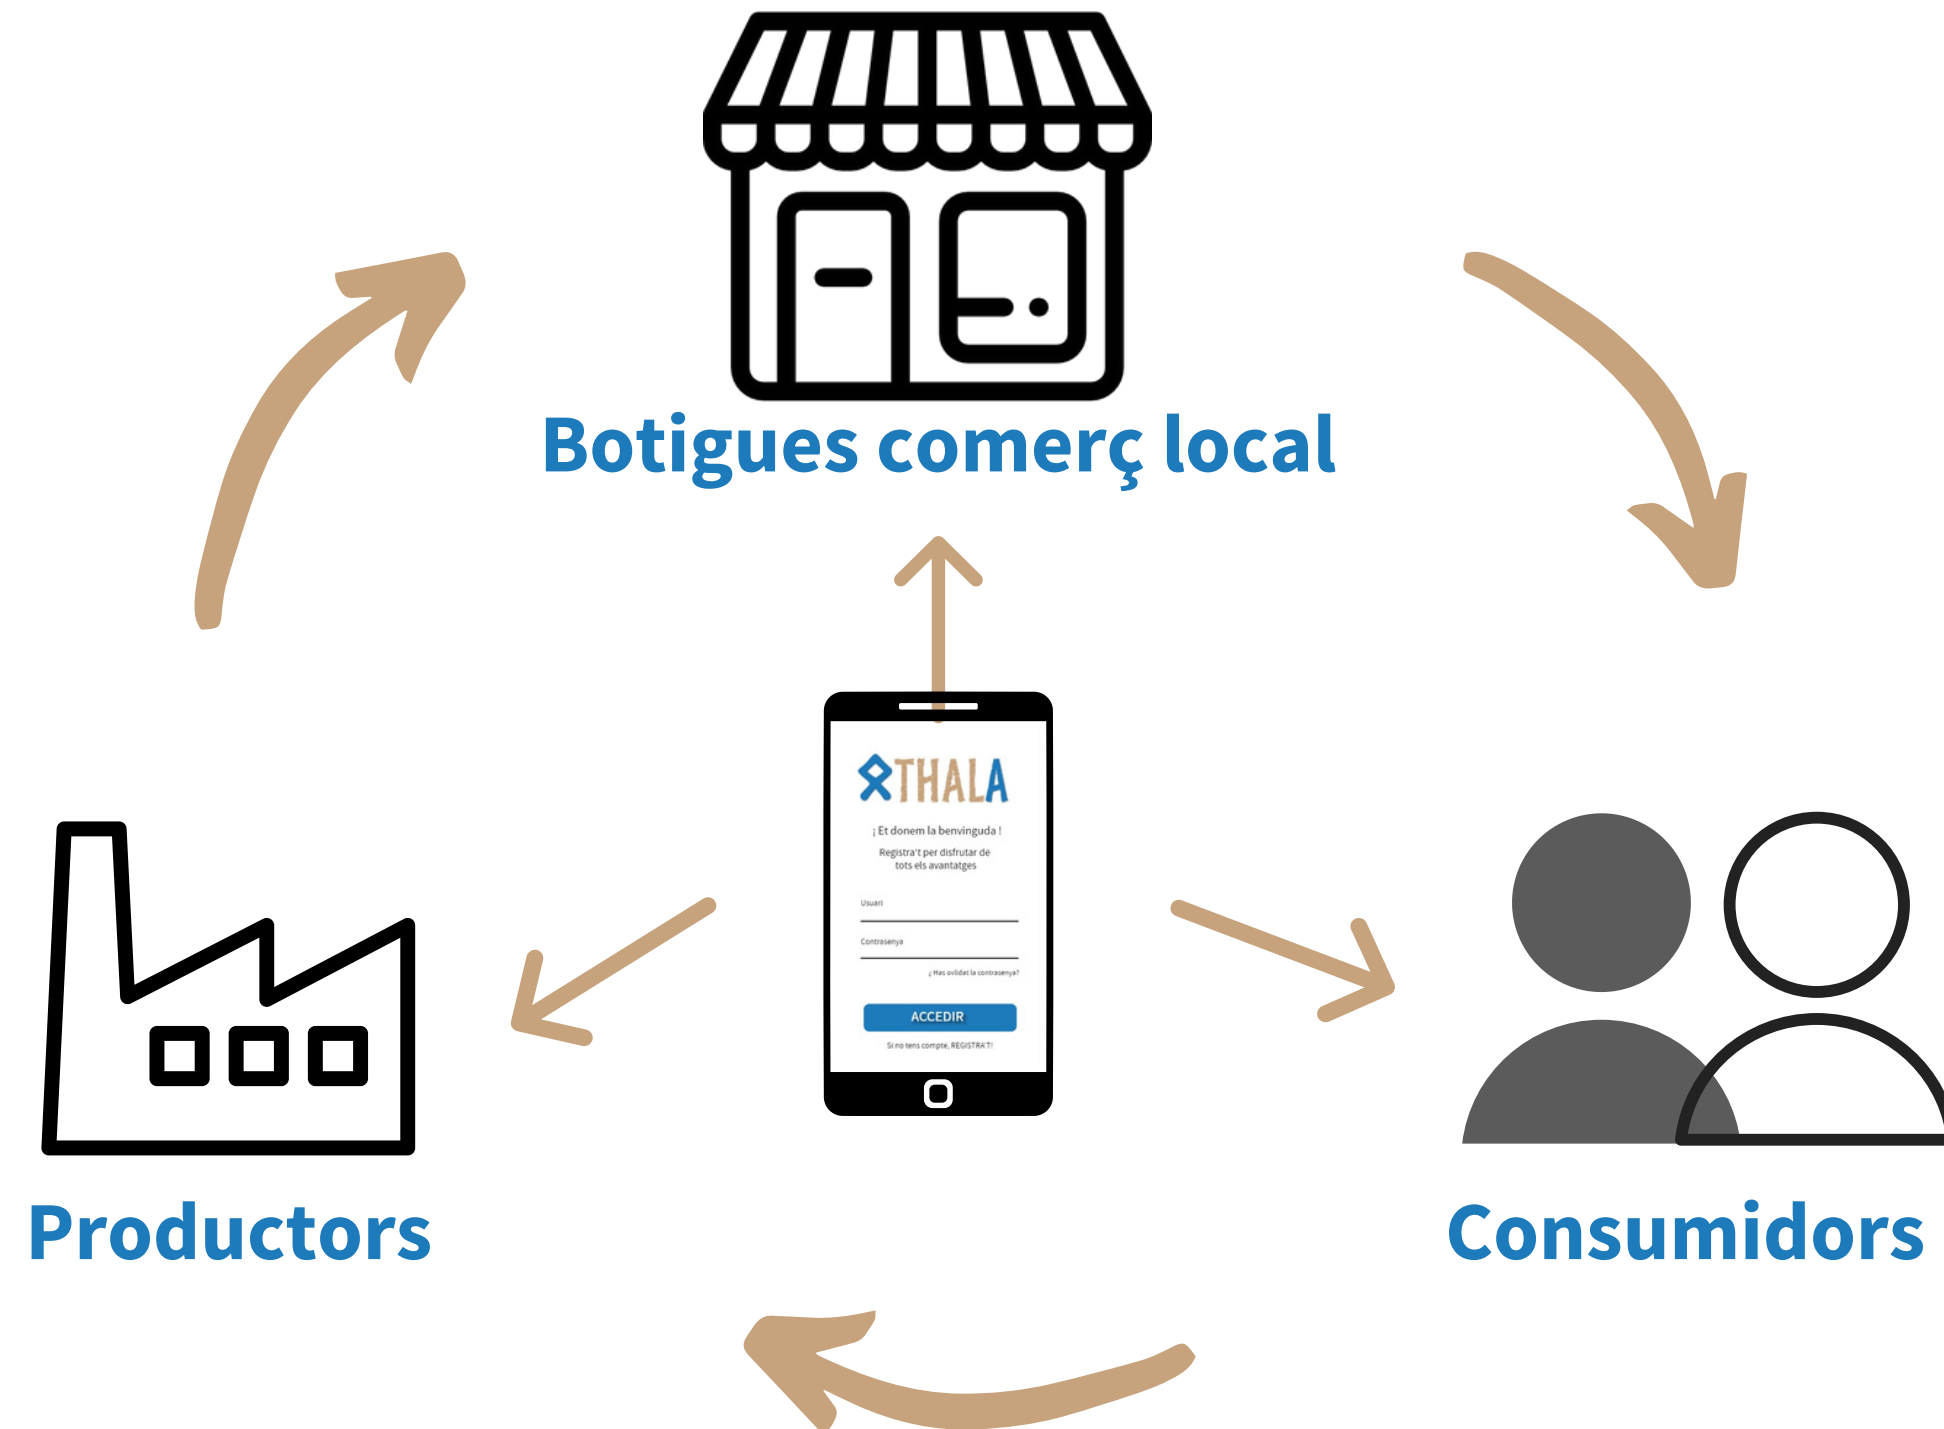 Botigues comerç local
THALA
¡ Et donem la benvinguda !
Registra't per disfrutar de
tots els avantatges
Usuari
Contrasenya
¿ Has ovlidat la contrasenya?
ACCEDIR
Si no tens compte, REGISTRA'T!
Productors
Consumidors